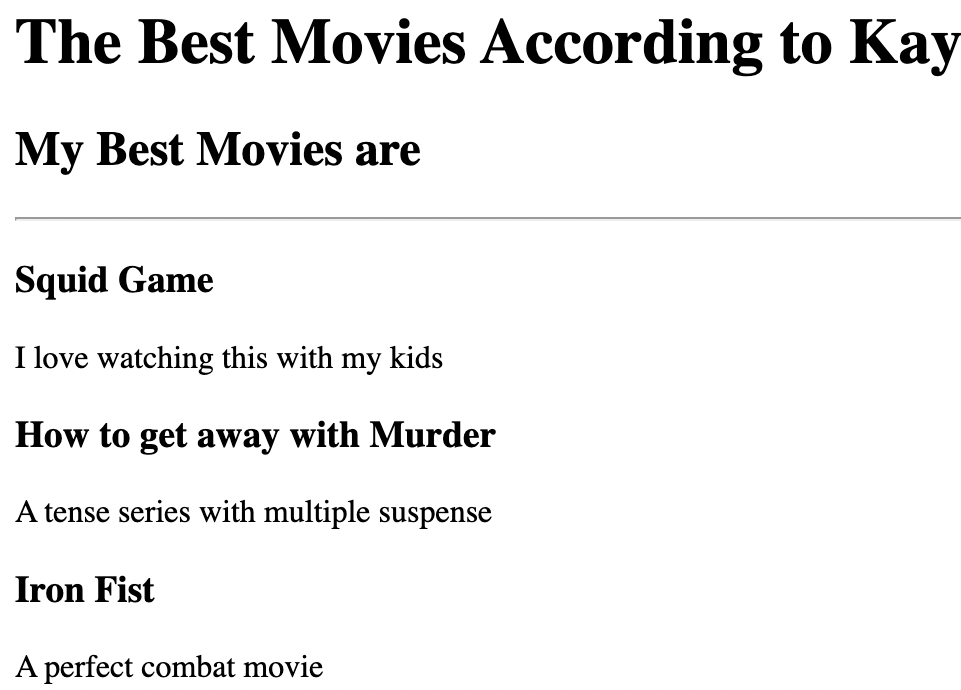 The Best Movies According to Kay
My Best Movies are
Squid Game
I love watching this with my kids
How to get away with Murder
A tense series with multiple suspense
Iron Fist
A perfect combat movie